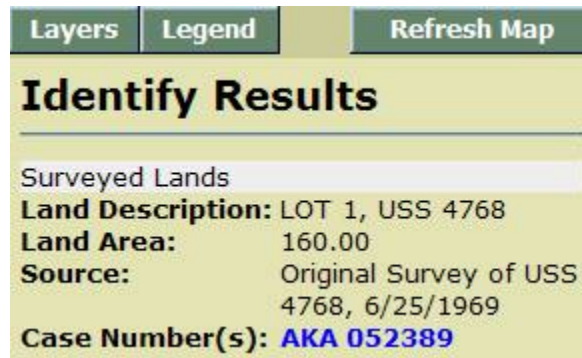 Layers Legend Refresh Map
Identify Results
Surveyed Lands
Land Description: LOT 1, USS 4768
Land Area: 160.00
Source: Original Survey of USS
4768, 6/25/1969
Case Number(s): AKA 052389